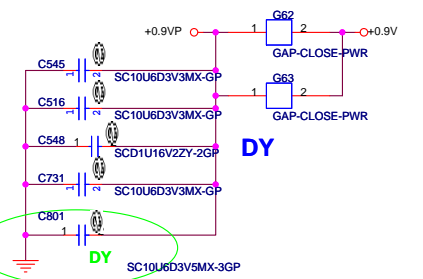 G62
+0.9VP 1 2 +0.9V
GAP-CLOSE-PWR
C545
1 2 SC10U6D3V3MX-GP
G63
1 2
C516
1 2 SC10U6D3V3MX-GP
GAP-CLOSE-PWR
C548
1 2 SCD1U16V2ZY-2GP
DY
C731
1 2 SC10U6D3V3MX-GP
C801
1
DY
SC10U6D3V5MX-3GP